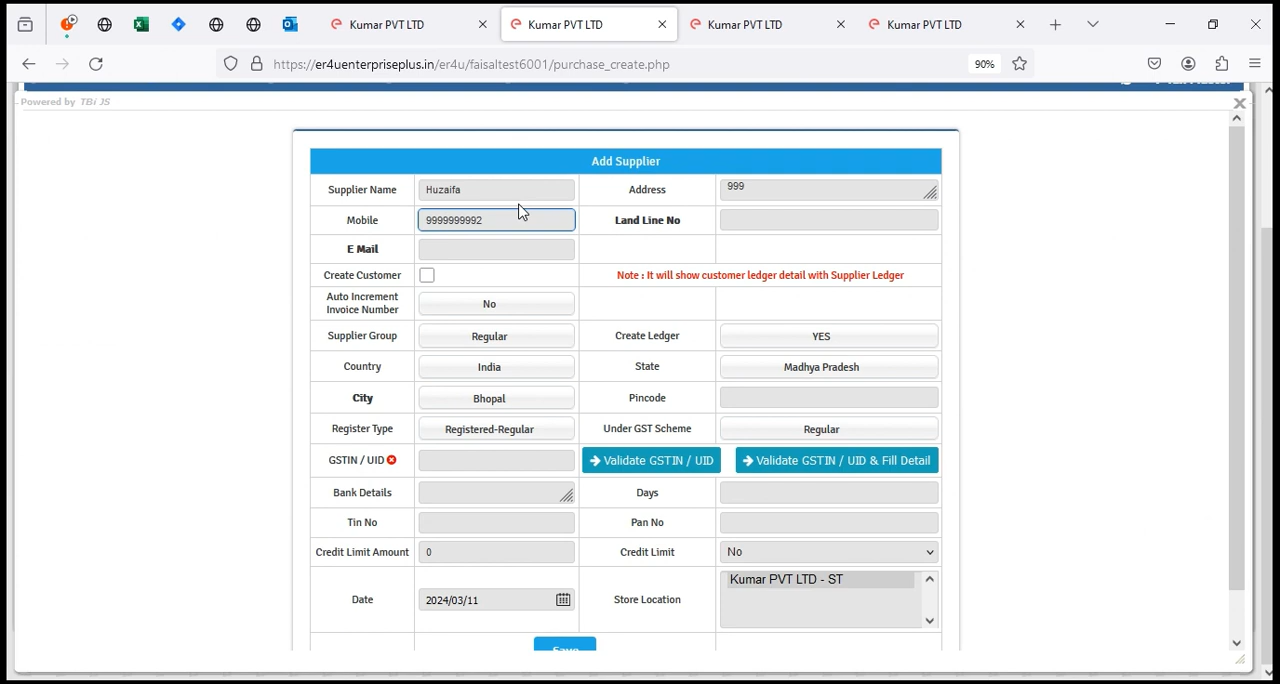 Kumar PVT LTD
Kumar PVT LTD
Kumar PVT LTD
Kumar PVT LTD
https://er4uenterpriseplus.in/er4u/faisaltest6001/purchase_create.php
90%
Powered by TBi JS
Add Supplier
Supplier Name Huzaifa Address 999
Mobile 9999999992 Land Line No
E Mail
Create Customer Note : It will show customer ledger detail with Supplier Ledger
Auto Increment
Invoice Number No
Supplier Group Regular Create Ledger YES
Country India State Madhya Pradesh
City Bhopal Pincode
Register Type Registered-Regular Under GST Scheme Regular
GSTIN / UID Validate GSTIN / UID Validate GSTIN / UID & Fill Detail
Bank Details Days
Tin No Pan No
Credit Limit Amount 0 Credit Limit No
Kumar PVT LTD - ST
Date 2024/03/11 Store Location
Save